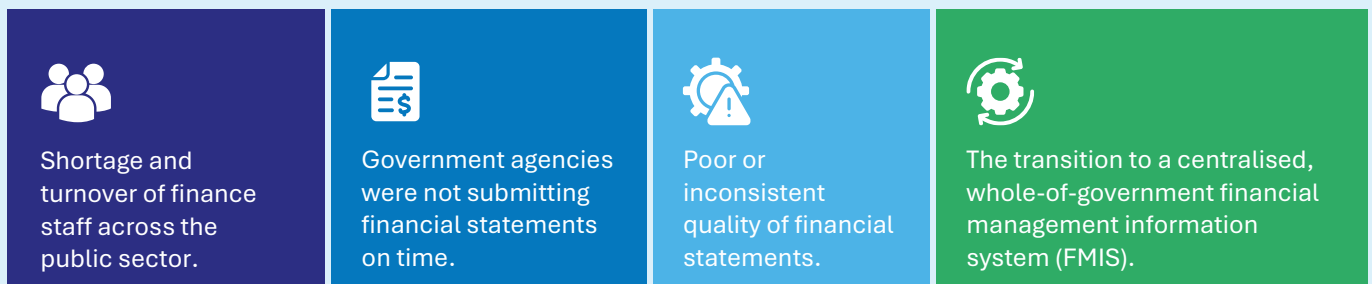 Shortage and
turnover of finance
staff across the
public sector.
$
Government agencies
were not submitting
financial statements
on time.
!
Poor or
inconsistent
quality of financial
statements.
The transition to a centralised,
whole-of-government financial
management information
system (FMIS).